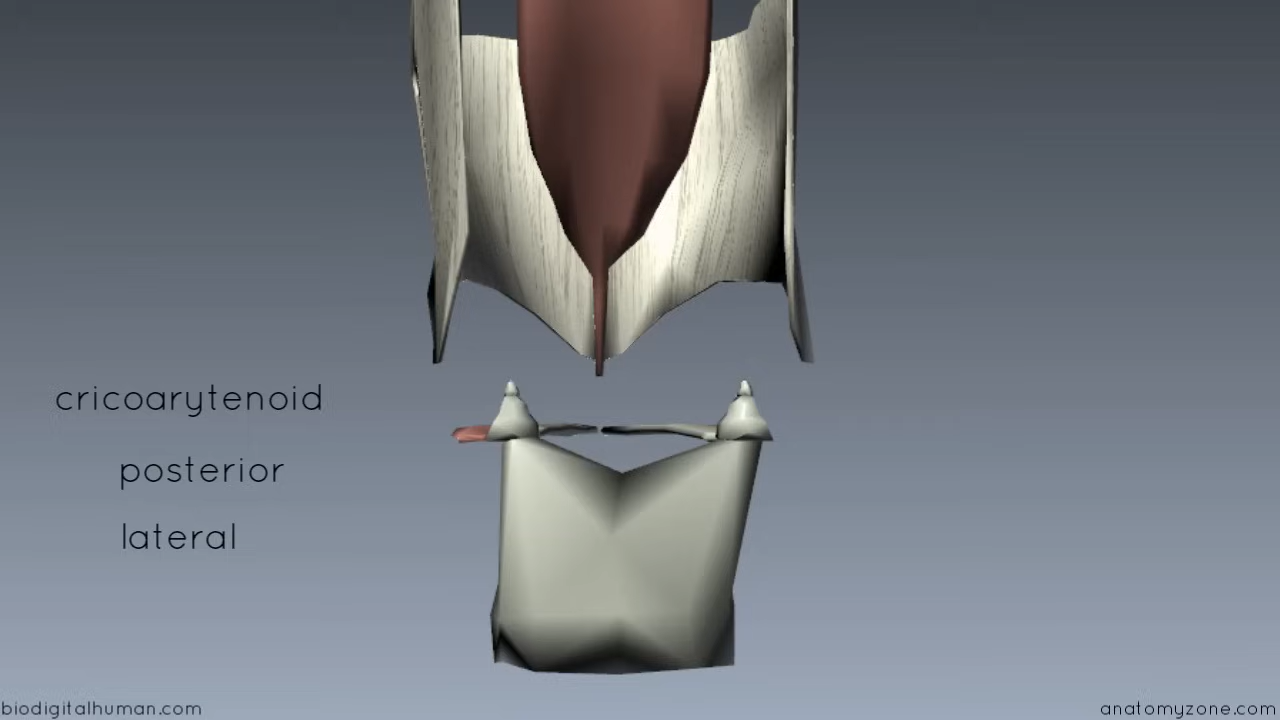 cricoarytenoid
posterior
lateral
biodigitalhuman.com
anatomyzone.com